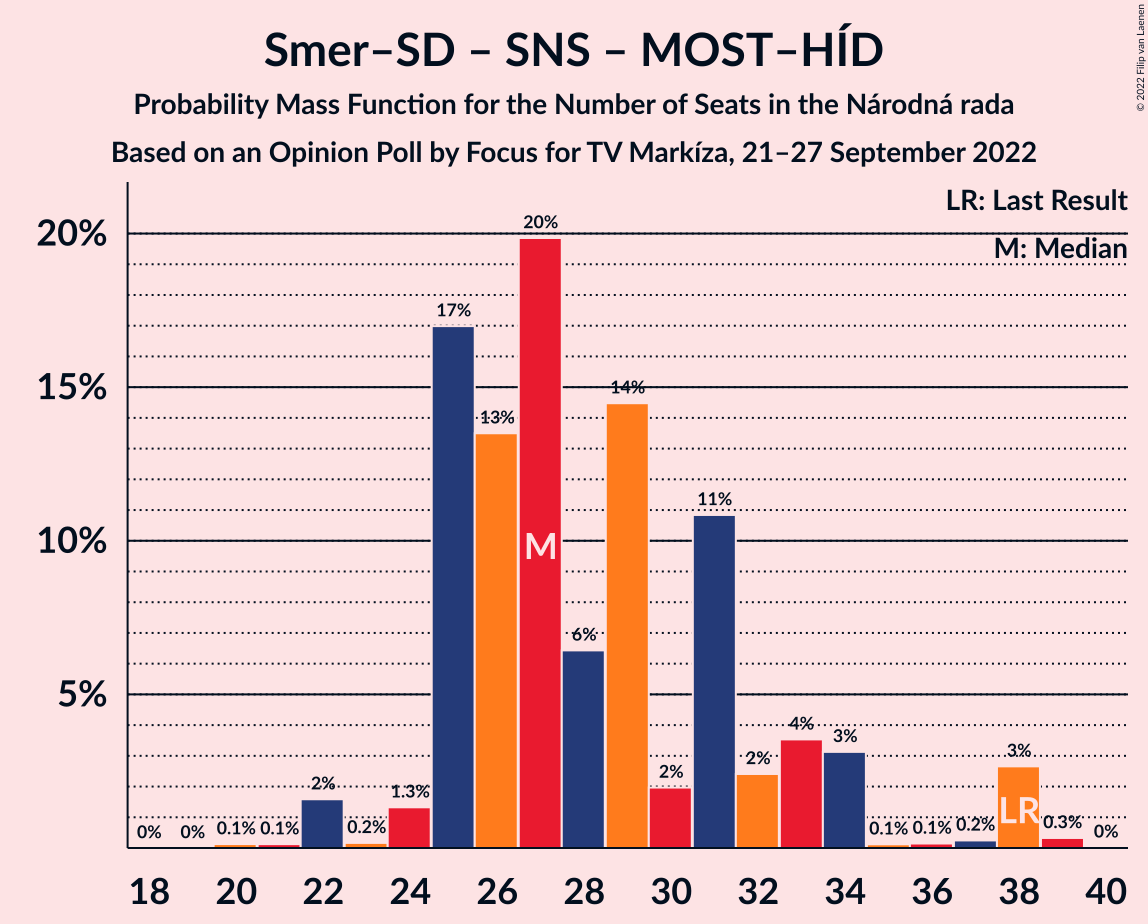 © 2022 Filip van Laenen
Smer–SD – SNS – MOST–HÍD
Probability Mass Function for the Number of Seats in the Národná rada
Based on an Opinion Poll by Focus for TV Markíza, 21–27 September 2022
LR: Last Result
M: Median
20%
15%
10%
5%
0% 0% 0.1% 0.1% 2% 0.2% 1.3% 17% 13% 20% 6% 14% 2% 11% 2% 4% 3% 0.1% 0.1% 0.2% 3% 0.3% 0%
M
LR
18 20 22 24 26 28 30 32 34 36 38 40